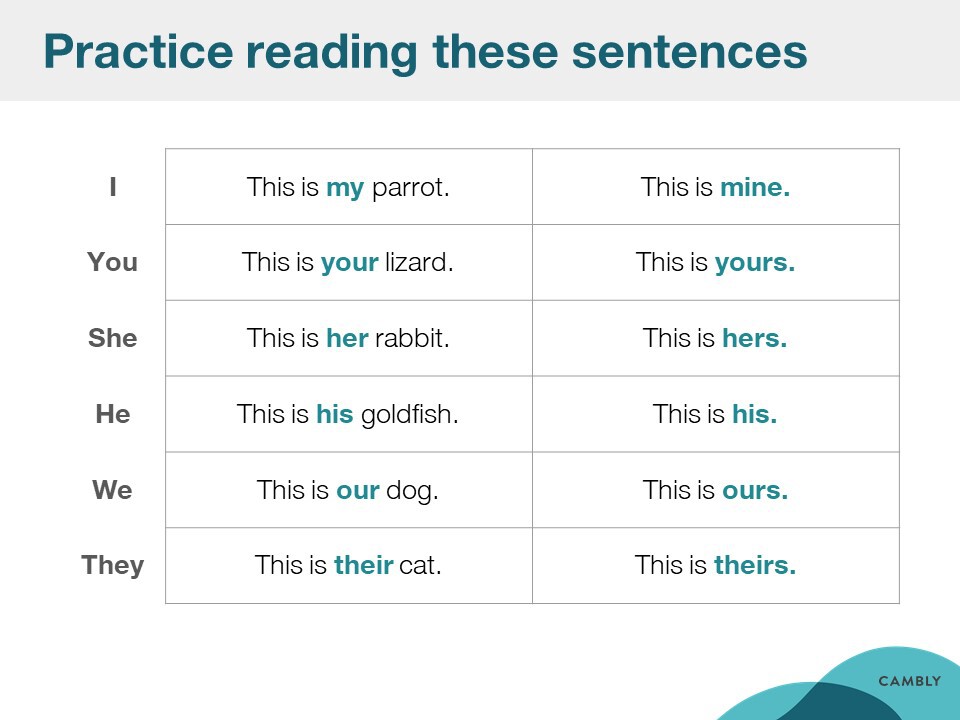 Practice reading these sentences
I This is my parrot. This is mine.
You This is your lizard. This is yours.
She This is her rabbit. This is hers.
He This is his goldfish. This is his.
We This is our dog. This is ours.
They This is their cat. This is theirs.
CAMBLY